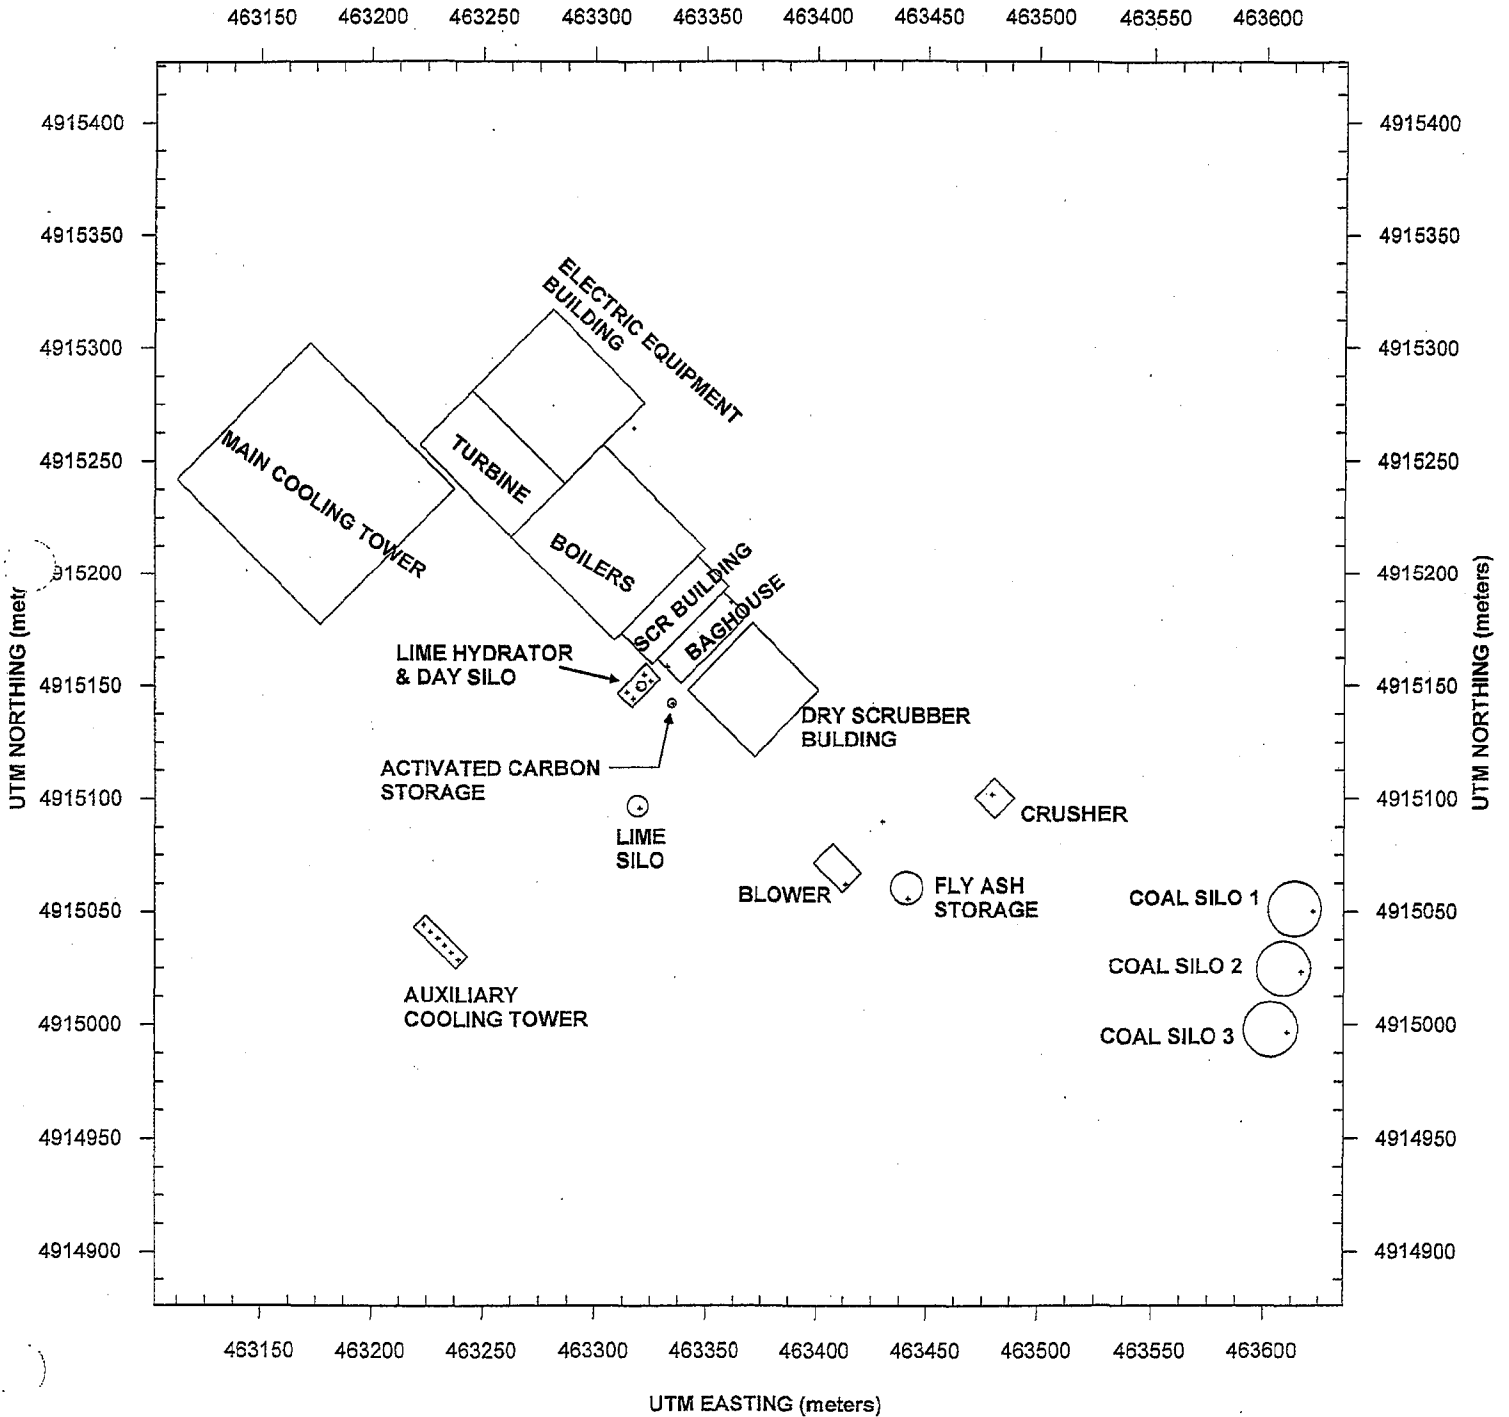 463150 463200 463250 463300 463350 463400 463450 463500 463550 463600
4915400 4915400
4915350 4915350
ELECTRIC EQUIPMENT
BUILDING
4915300 4915300
MAIN COOLING TOWER
TURBINE
4915250 4915250
BOILERS
SCR BUILDING
BAGHOUSE
915200 4915200
UTM NORTHING (metr
UTM NORTHING (meters)
LIME HYDRATOR
& DAY SILO
4915150 4915150
DRY SCRUBBER
BULDING
ACTIVATED CARBON
STORAGE
4915100 4915100
CRUSHER
LIME
SILO
BLOWER
FLY ASH
STORAGE
COAL SILO 1
4915050 4915050
COAL SILO 2
AUXILIARY
COOLING TOWER
4915000 4915000
COAL SILO 3
4914950 4914950
4914900 4914900
463150 463200 463250 463300 463350 463400 463450 463500 463550 463600
UTM EASTING (meters)